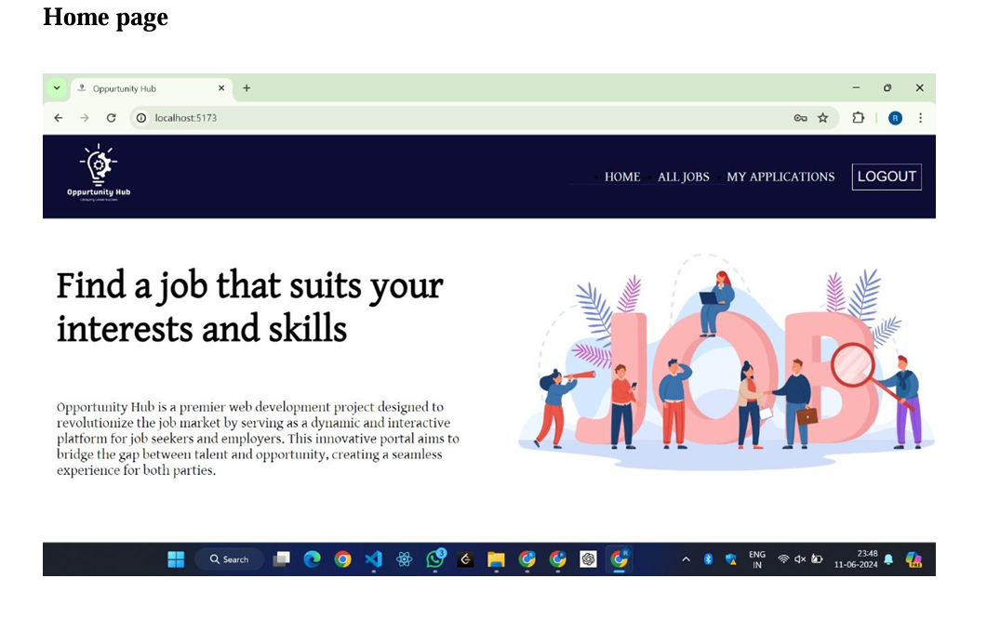 Home page
Oppurtunity Hub
localhost:5173
R
Oppurtunity Hub
HOME
ALL JOBS
MY APPLICATIONS
LOGOUT
Find a job that suits your
interests and skills
JOB
Opportunity Hub is a premier web development project designed to
revolutionize the job market by serving as a dynamic and interactive
platform for job seekers and employers. This innovative portal aims to
bridge the gap between talent and opportunity, creating a seamless
experience for both parties.
Search
3
ENG
IN
23:48
11-06-2024
PRE